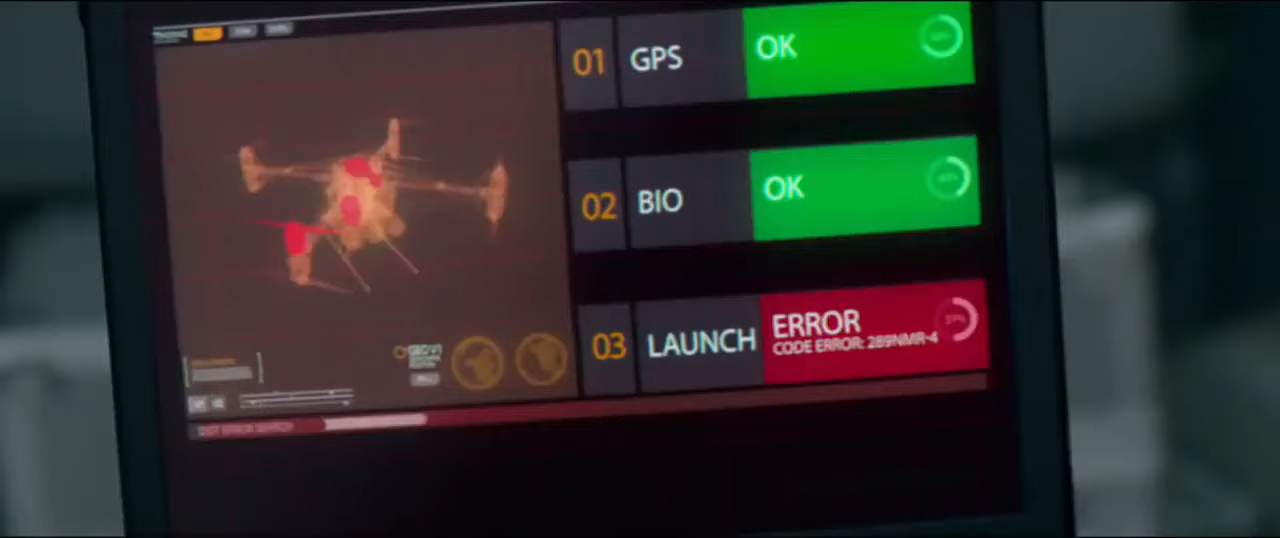 01 GPS OK
02 BIO OK
03 LAUNCH ERROR
CODE ERROR: 289NMR-4